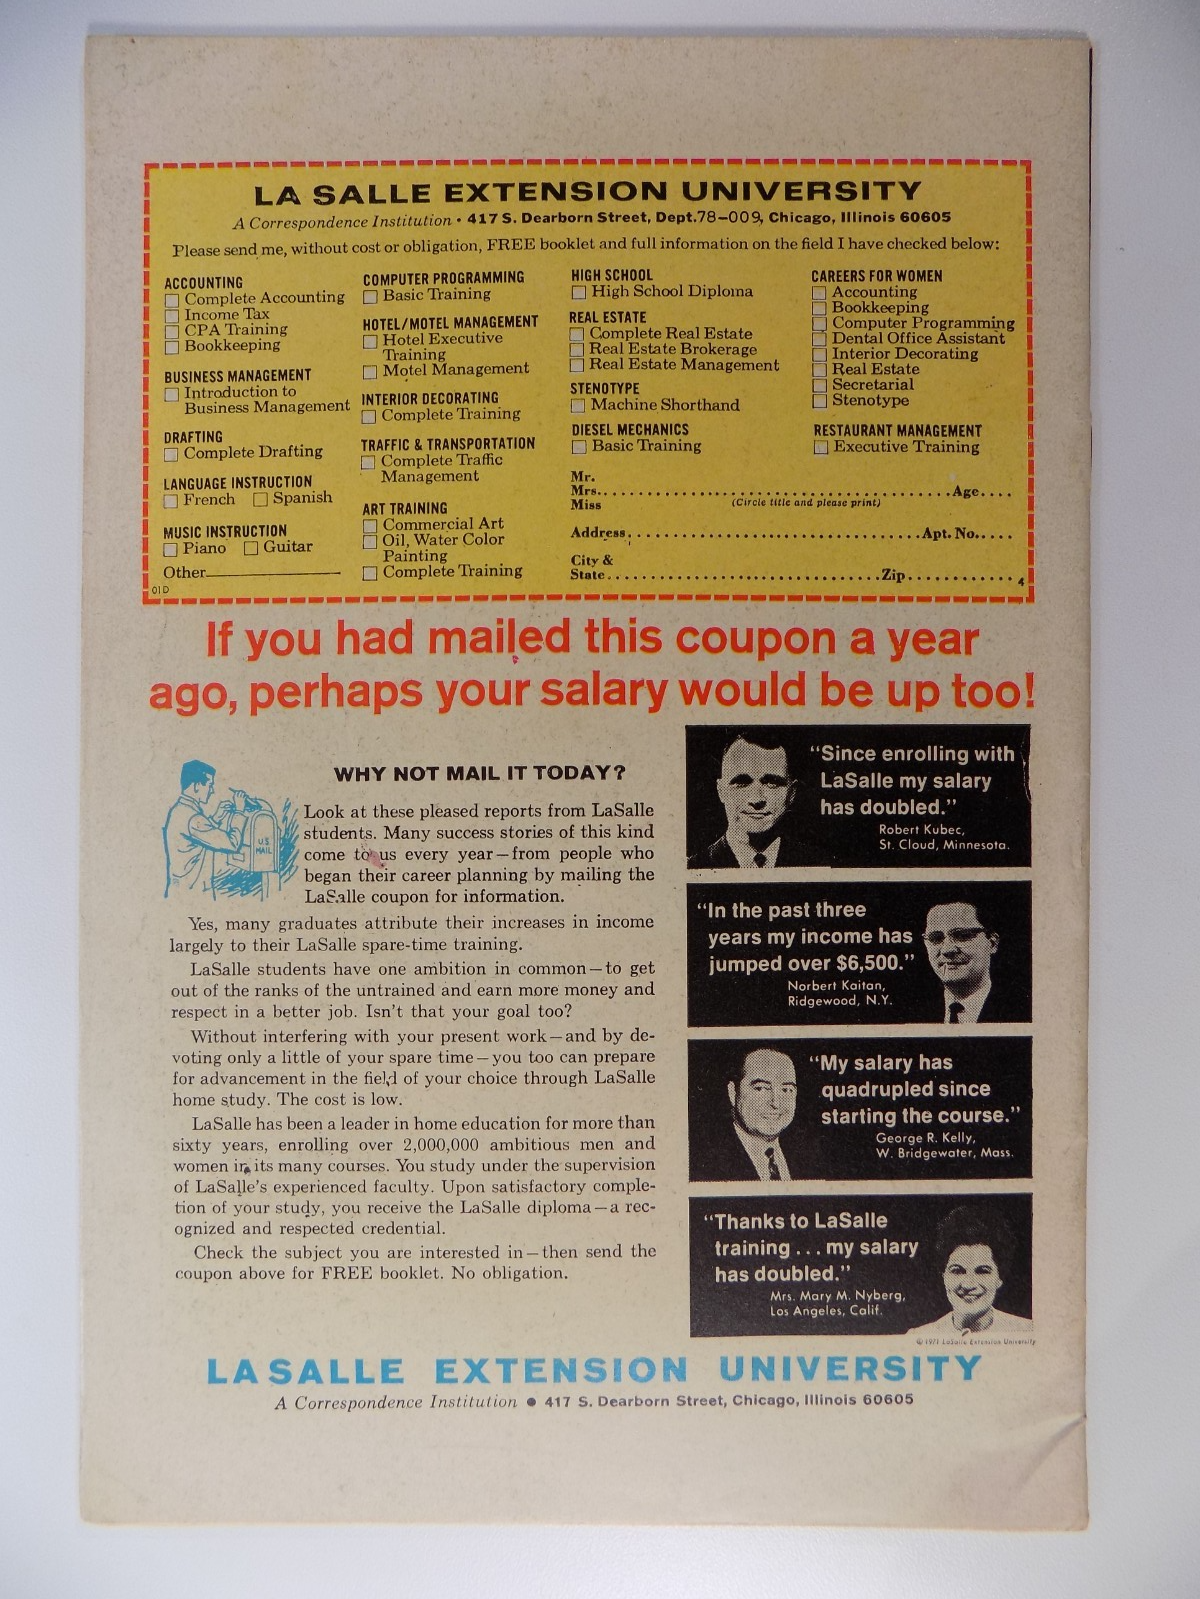 LA SALLE EXTENSION UNIVERSITY
A Correspondence Institution • 417 S. Dearborn Street, Dept.78–009, Chicago, Illinois 60605
Please send me, without cost or obligation, FREE booklet and full information on the field I have checked below:
ACCOUNTING
Complete Accounting
Income Tax
CPA Training
Bookkeeping
BUSINESS MANAGEMENT
Introduction to
Business Management
DRAFTING
Complete Drafting
LANGUAGE INSTRUCTION
French Spanish
MUSIC INSTRUCTION
Piano Guitar
Other
01D
COMPUTER PROGRAMMING
Basic Training
HOTEL/MOTEL MANAGEMENT
Hotel Executive
Training
Motel Management
INTERIOR DECORATING
Complete Training
TRAFFIC & TRANSPORTATION
Complete Traffic
Management
ART TRAINING
Commercial Art
Oil, Water Color
Painting
Complete Training
HIGH SCHOOL
High School Diploma
REAL ESTATE
Complete Real Estate
Real Estate Brokerage
Real Estate Management
STENOTYPE
Machine Shorthand
DIESEL MECHANICS
Basic Training
CAREERS FOR WOMEN
Accounting
Bookkeeping
Computer Programming
Dental Office Assistant
Interior Decorating
Real Estate
Secretarial
Stenotype
RESTAURANT MANAGEMENT
Executive Training
Mr.
Mrs. Age
Miss (Circle title and please print)
Address Apt. No.
City &
State Zip
4
If you had mailed this coupon a year
ago, perhaps your salary would be up too!
WHY NOT MAIL IT TODAY?
U.S.
MAIL
Look at these pleased reports from LaSalle
students. Many success stories of this kind
come to us every year—from people who
began their career planning by mailing the
LaSalle coupon for information.
Yes, many graduates attribute their increases in income
largely to their LaSalle spare-time training.
LaSalle students have one ambition in common—to get
out of the ranks of the untrained and earn more money and
respect in a better job. Isn't that your goal too?
Without interfering with your present work—and by de-
voting only a little of your spare time—you too can prepare
for advancement in the field of your choice through LaSalle
home study. The cost is low.
LaSalle has been a leader in home education for more than
sixty years, enrolling over 2,000,000 ambitious men and
women in its many courses. You study under the supervision
of LaSalle's experienced faculty. Upon satisfactory comple-
tion of your study, you receive the LaSalle diploma—a rec-
ognized and respected credential.
Check the subject you are interested in—then send the
coupon above for FREE booklet. No obligation.
"Since enrolling with
LaSalle my salary
has doubled."
Robert Kubec,
St. Cloud, Minnesota.
"In the past three
years my income has
jumped over $6,500."
Norbert Kaitan,
Ridgewood, N.Y.
"My salary has
quadrupled since
starting the course."
George R. Kelly,
W. Bridgewater, Mass.
"Thanks to LaSalle
training . . . my salary
has doubled."
Mrs. Mary M. Nyberg,
Los Angeles, Calif.
© 1971 LaSalle Extension University
LASALLE EXTENSION UNIVERSITY
A Correspondence Institution • 417 S. Dearborn Street, Chicago, Illinois 60605